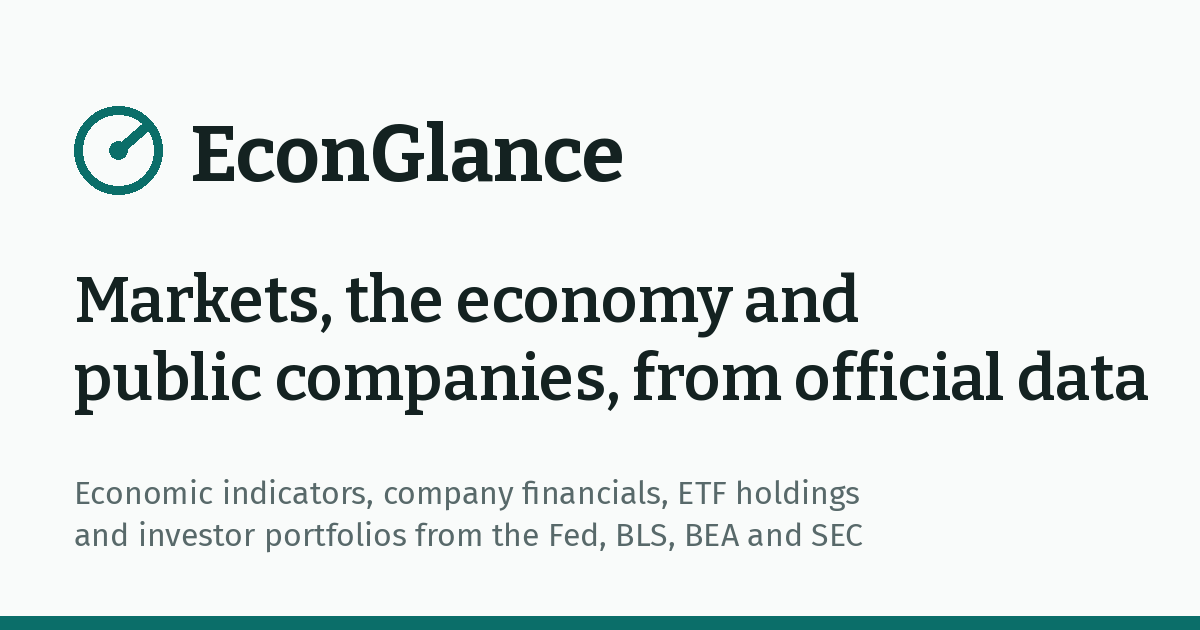 EconGlance
Markets, the economy and
public companies, from official data
Economic indicators, company financials, ETF holdings
and investor portfolios from the Fed, BLS, BEA and SEC